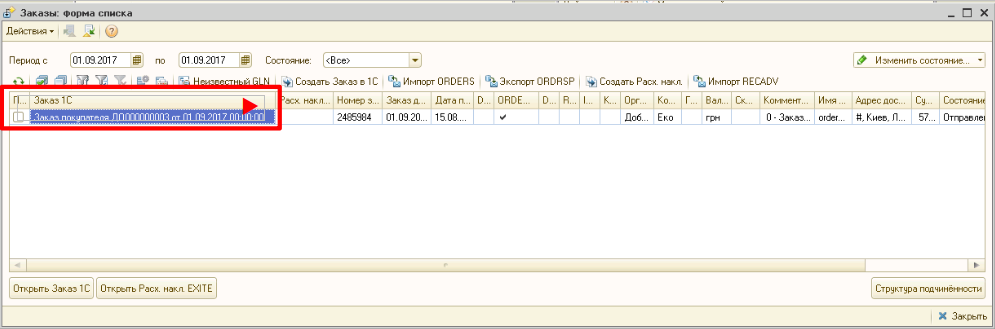 Заказы: форма списка
Действия
Период с 01.09.2017 по 01.09.2017 Состояние: <Все> Изменить состояние...
Неизвестный GLN Создать Заказ в 1С Импорт ORDERS Экспорт ORDRSP Создать Расх. накл. Импорт RECADV
П... Заказ 1С Расх. накл... Номер з... Заказ д... Дата п... D... ORDE... D... R... I... К... Орг... Ко... Г... Вал... Ск... Коммент... Имя ... Адрес дос... Су... Состояние
Заказ покупателя ДО000000003 от 01.09.2017 00:00:00 2485984 01.09.20... 15.08.... Доб... Еко грн 0 - Заказ... order... #, Киев, Л... 57... Отправлен
Открыть Заказ 1С Открыть Расх. накл. EXITE Структура подчинённости
Закрыть